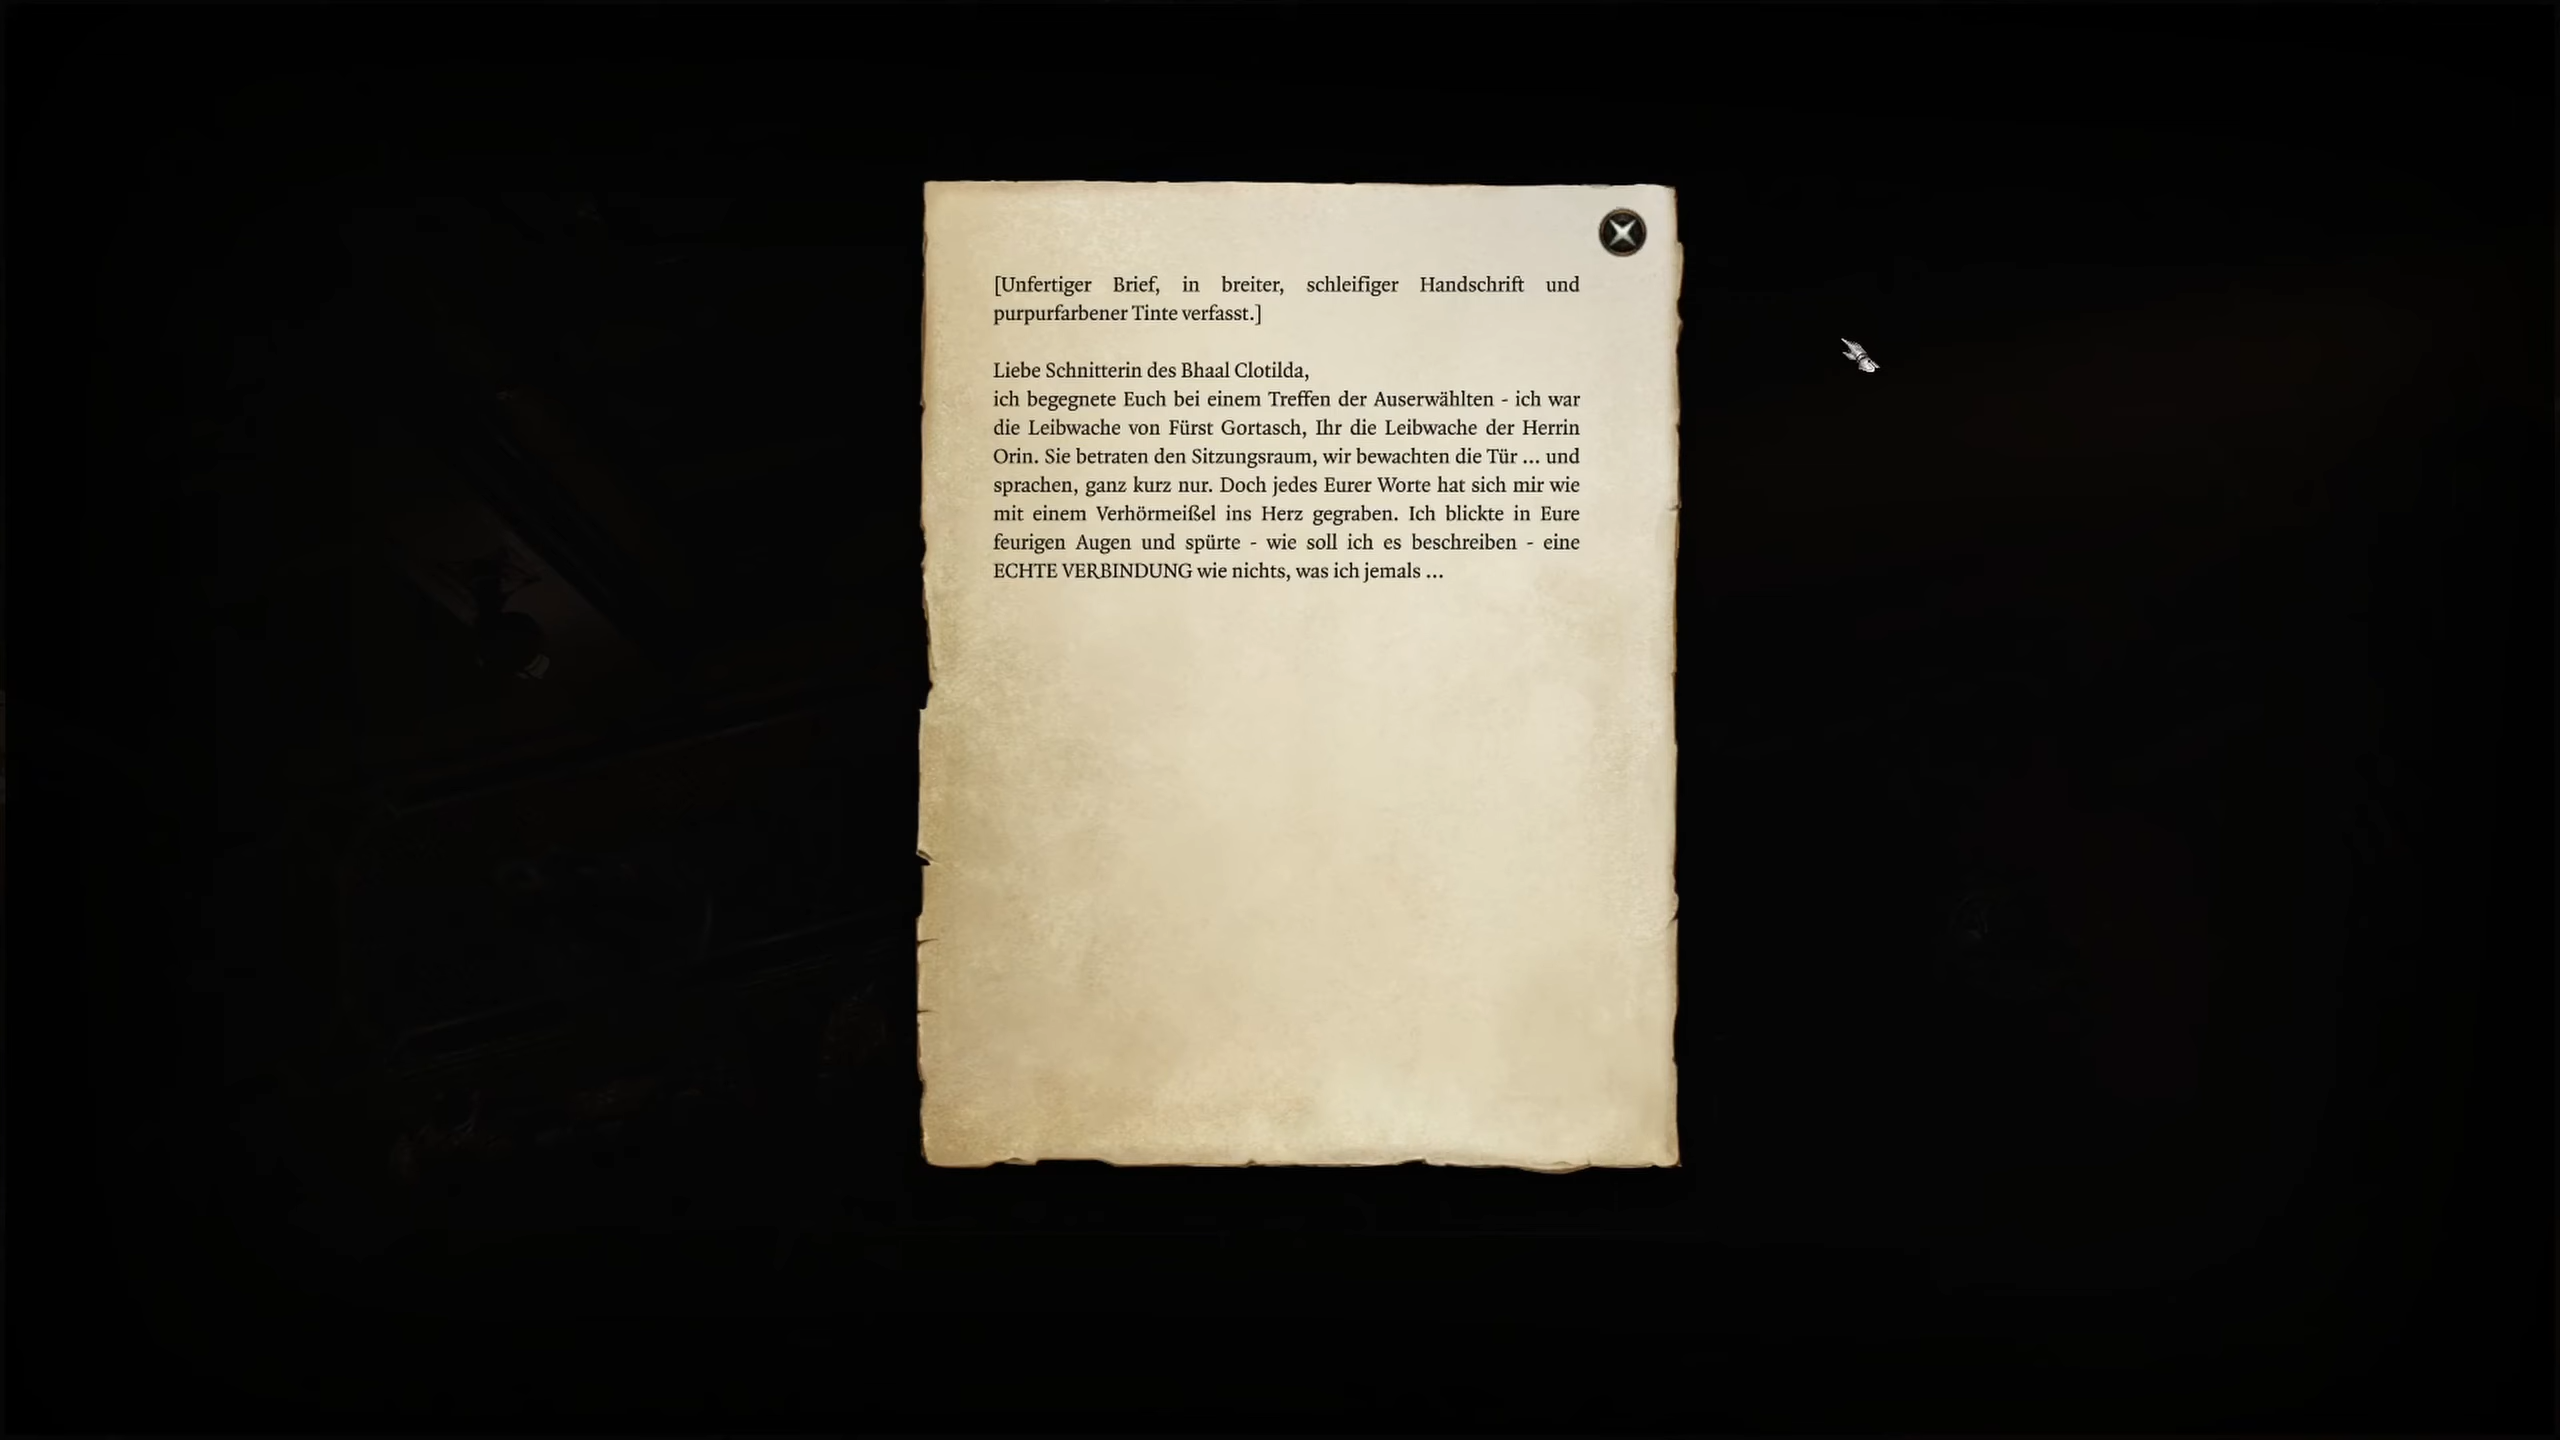 [Unfertiger Brief, in breiter, schleifiger Handschrift und
purpurfarbener Tinte verfasst.]
Liebe Schnitterin des Bhaal Clotilda,
ich begegnete Euch bei einem Treffen der Auserwählten - ich war
die Leibwache von Fürst Gortasch, Ihr die Leibwache der Herrin
Orin. Sie betraten den Sitzungsraum, wir bewachten die Tür ... und
sprachen, ganz kurz nur. Doch jedes Eurer Worte hat sich mir wie
mit einem Verhörmeißel ins Herz gegraben. Ich blickte in Eure
feurigen Augen und spürte - wie soll ich es beschreiben - eine
ECHTE VERBINDUNG wie nichts, was ich jemals ...